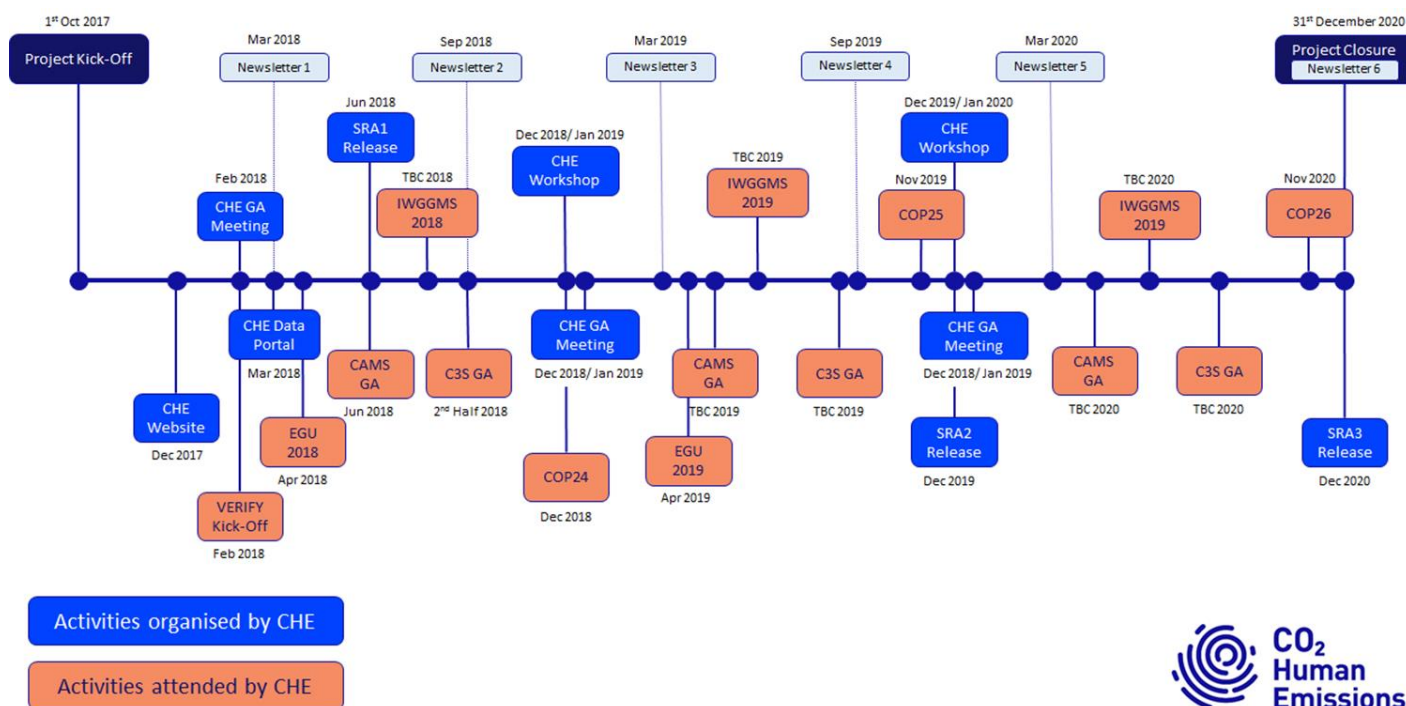 1st Oct 2017
Project Kick-Off
Mar 2018
Newsletter 1
Sep 2018
Newsletter 2
Mar 2019
Newsletter 3
Sep 2019
Newsletter 4
Mar 2020
Newsletter 5
31st December 2020
Project Closure
Newsletter 6
Jun 2018
SRA1
Release
Dec 2018/ Jan 2019
CHE
Workshop
Dec 2019/ Jan 2020
CHE
Workshop
Feb 2018
CHE GA
Meeting
TBC 2018
IWGGMS
2018
TBC 2019
IWGGMS
2019
Nov 2019
COP25
TBC 2020
IWGGMS
2019
Nov 2020
COP26
CHE Data
Portal
Mar 2018
CHE GA
Meeting
Dec 2018/ Jan 2019
CHE GA
Meeting
Dec 2018/ Jan 2019
CAMS
GA
Jun 2018
C3S GA
2nd Half 2018
CAMS
GA
TBC 2019
C3S GA
TBC 2019
CAMS
GA
TBC 2020
C3S GA
TBC 2020
CHE
Website
Dec 2017
EGU
2018
Apr 2018
VERIFY
Kick-Off
Feb 2018
COP24
Dec 2018
EGU
2019
Apr 2019
SRA2
Release
Dec 2019
SRA3
Release
Dec 2020
Activities organised by CHE
Activities attended by CHE
CO2
Human
Emissions